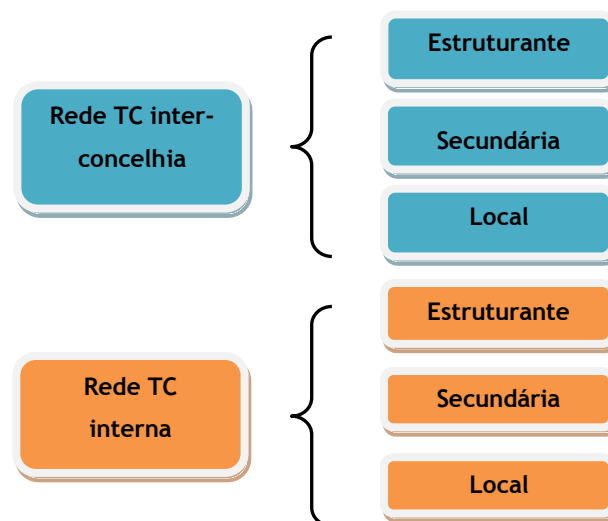 Rede TC inter-
concelhia
Estruturante
Secundária
Local
Rede TC
interna
Estruturante
Secundária
Local